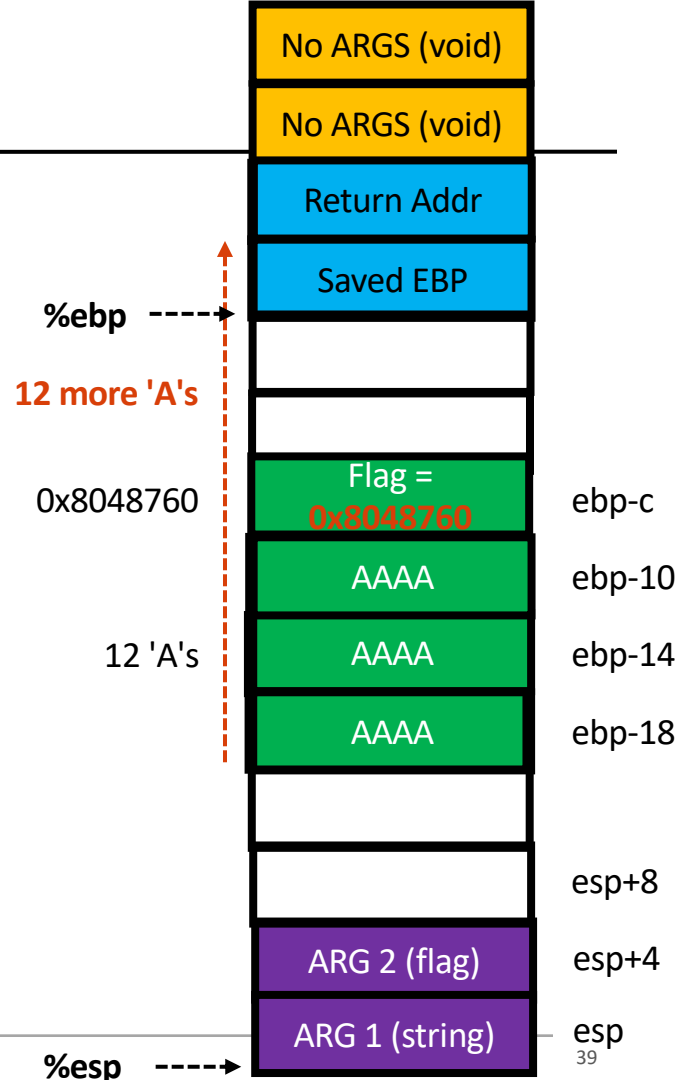 No ARGS (void)
No ARGS (void)
Return Addr
Saved EBP
%ebp
12 more 'A's
0x8048760
Flag =
0x8048760
ebp-c
AAAA
ebp-10
12 'A's
AAAA
ebp-14
AAAA
ebp-18
esp+8
ARG 2 (flag)
esp+4
ARG 1 (string)
esp
39
%esp